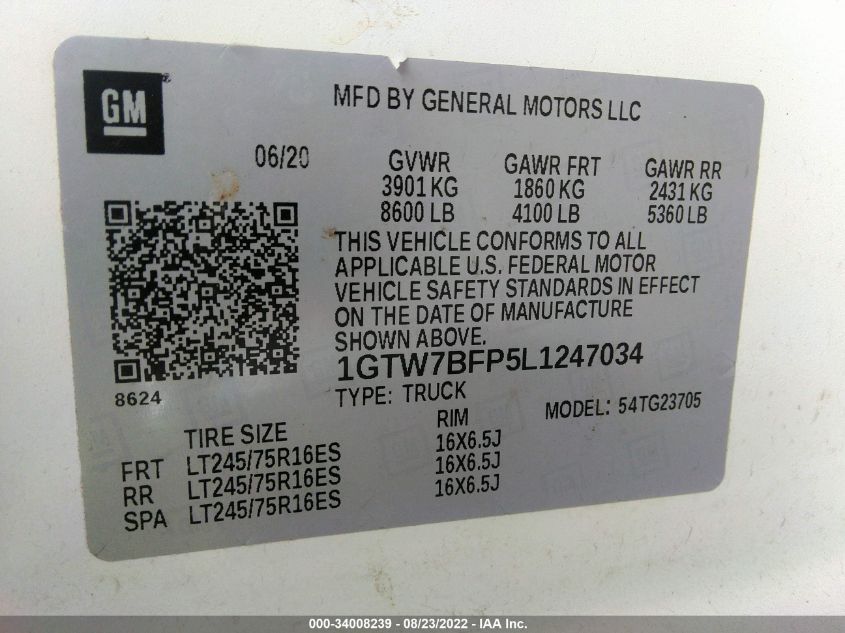 GM
MFD BY GENERAL MOTORS LLC
06/20 GVWR GAWR FRT GAWR RR
3901 KG 1860 KG 2431 KG
8600 LB 4100 LB 5360 LB
THIS VEHICLE CONFORMS TO ALL
APPLICABLE U.S. FEDERAL MOTOR
VEHICLE SAFETY STANDARDS IN EFFECT
ON THE DATE OF MANUFACTURE
SHOWN ABOVE.
1GTW7BFP5L1247034
8624 TYPE: TRUCK MODEL: 54TG23705
TIRE SIZE RIM
FRT LT245/75R16ES 16X6.5J
RR LT245/75R16ES 16X6.5J
SPA LT245/75R16ES 16X6.5J
000-34008239 - 08/23/2022 - IAA Inc.